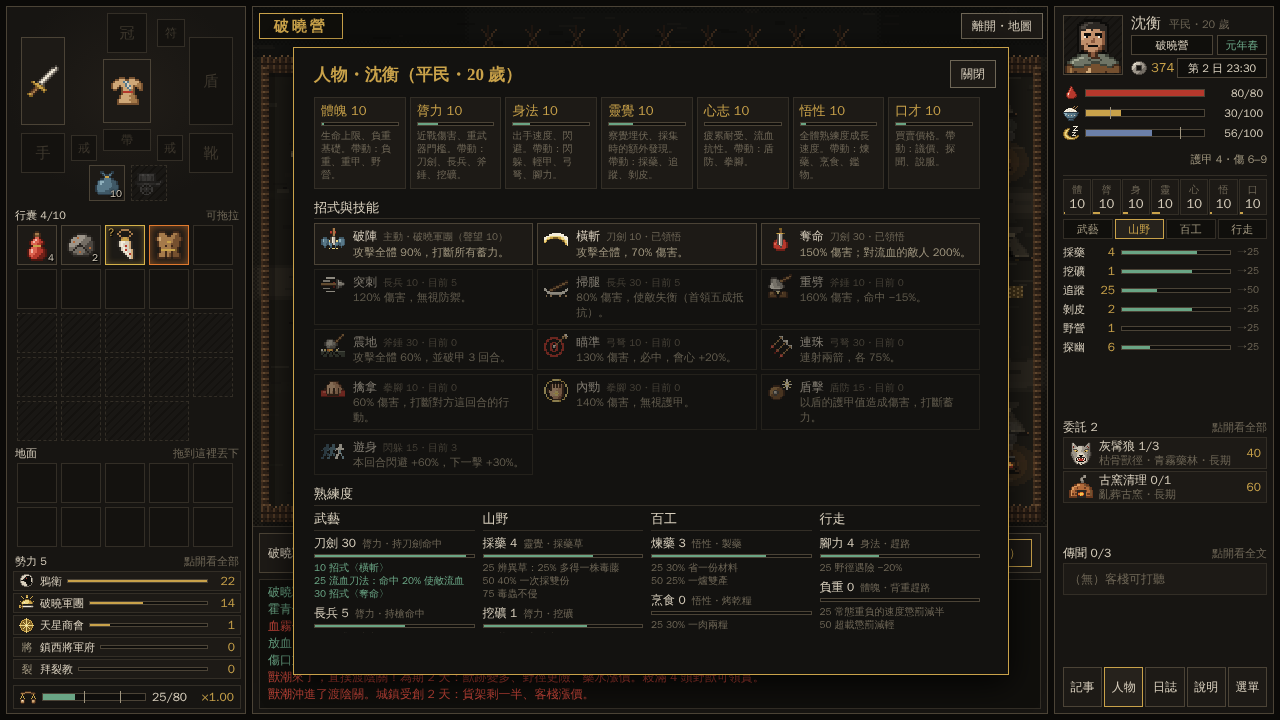 冠
符
盾
手
戒
帶
戒
靴
10
行囊 4/10
可拖拉
4
2
?
地面
拖到這裡丟下
勢力 5
點開看全部
鴉衛
22
破曉軍團
14
天星商會
1
將
鎮西將軍府
0
裂
拜裂教
0
25/80
×1.00
破曉營
離開・地圖
人物・沈衡（平民・20 歲）
關閉
體魄 10
生命上限、負重
基礎。帶動：負
重、重甲、野
營。
膂力 10
近戰傷害、重武
器門檻。帶動：
刀劍、長兵、斧
錘、挖礦。
身法 10
出手速度、閃
避、帶動：閃
躲、輕甲、弓
弩、腳力。
靈覺 10
察覺埋伏、採集
時的額外發現。
帶動：採藥、追
蹤、剝皮。
心志 10
疲累耐受、流血
抗性。帶動：盾
防、拳腳。
悟性 10
全體熟練度成長
速度。帶動：煉
藥、烹食、鑑
物。
口才 10
買賣價格。帶
動：議價、探
聞、說服。
招式與技能
破陣 主動・破曉軍團（聲望 10）
攻擊全體 90%，打斷所有蓄力。
橫斬 刀劍 10・已領悟
攻擊全體，70% 傷害。
奪命 刀劍 30・已領悟
150% 傷害；對流血的敵人 200%。
突刺 長兵 10・目前 5
120% 傷害，無視防禦。
掃腿 長兵 30・目前 5
80% 傷害，使敵失衡（首領五成抵
抗）。
重劈 斧錘 10・目前 0
160% 傷害，命中 −15%。
震地 斧錘 30・目前 0
攻擊全體 60%，並破甲 3 回合。
瞄準 弓弩 10・目前 0
130% 傷害，必中，會心 +20%。
連珠 弓弩 30・目前 0
連射兩箭，各 75%。
擒拿 拳腳 10・目前 0
60% 傷害，打斷對方這回合的行
動。
內勁 拳腳 30・目前 0
140% 傷害，無視護甲。
盾擊 盾防 15・目前 0
以盾的護甲值造成傷害，打斷蓄
力。
遊身 閃躲 15・目前 3
本回合閃避 +60%，下一擊 +30%。
熟練度
武藝
刀劍 30 膂力・持刀劍命中
10 招式〈橫斬〉
25 流血刀法：命中 20% 使敵流血
30 招式〈奪命〉
長兵 5 膂力・持槍命中
山野
採藥 4 靈覺・採藥草
25 辨異草：25% 多得一株毒藤
50 40% 一次採雙份
75 毒蟲不侵
挖礦 1 膂力・挖礦
百工
煉藥 3 悟性・製藥
25 30% 省一份材料
50 25% 一爐雙產
烹食 0 悟性・烤乾糧
25 30% 一肉兩糧
行走
腳力 4 身法・趕路
25 野徑遇險 −20%
負重 0 體魄・背重趕路
25 常態重負的速度懲罰減半
50 超載懲罰減輕
破曉
）
破曉
霍青
血霧
放血
傷口
獸潮沖進了渡陰關。城鎮受創 2 天：貨架剩一半、客棧漲價。
沈衡 平民・20 歲
破曉營
元年春
374
第 2 日 23:30
80/80
30/100
56/100
護甲 4・傷 6–9
體
膂
身
靈
心
悟
口
10
10
10
10
10
10
10
武藝
山野
百工
行走
採藥
4
→25
挖礦
1
→25
追蹤
25
→50
剝皮
2
→25
野營
1
→25
探幽
6
→25
委託 2
點開看全部
灰髯狼 1/3
枯骨獸徑・青霧藥林・長期
40
古窯清理 0/1
亂葬古窯・長期
60
傳聞 0/3
點開看全文
（無）客棧可打聽
記事
人物
日誌
說明
選單